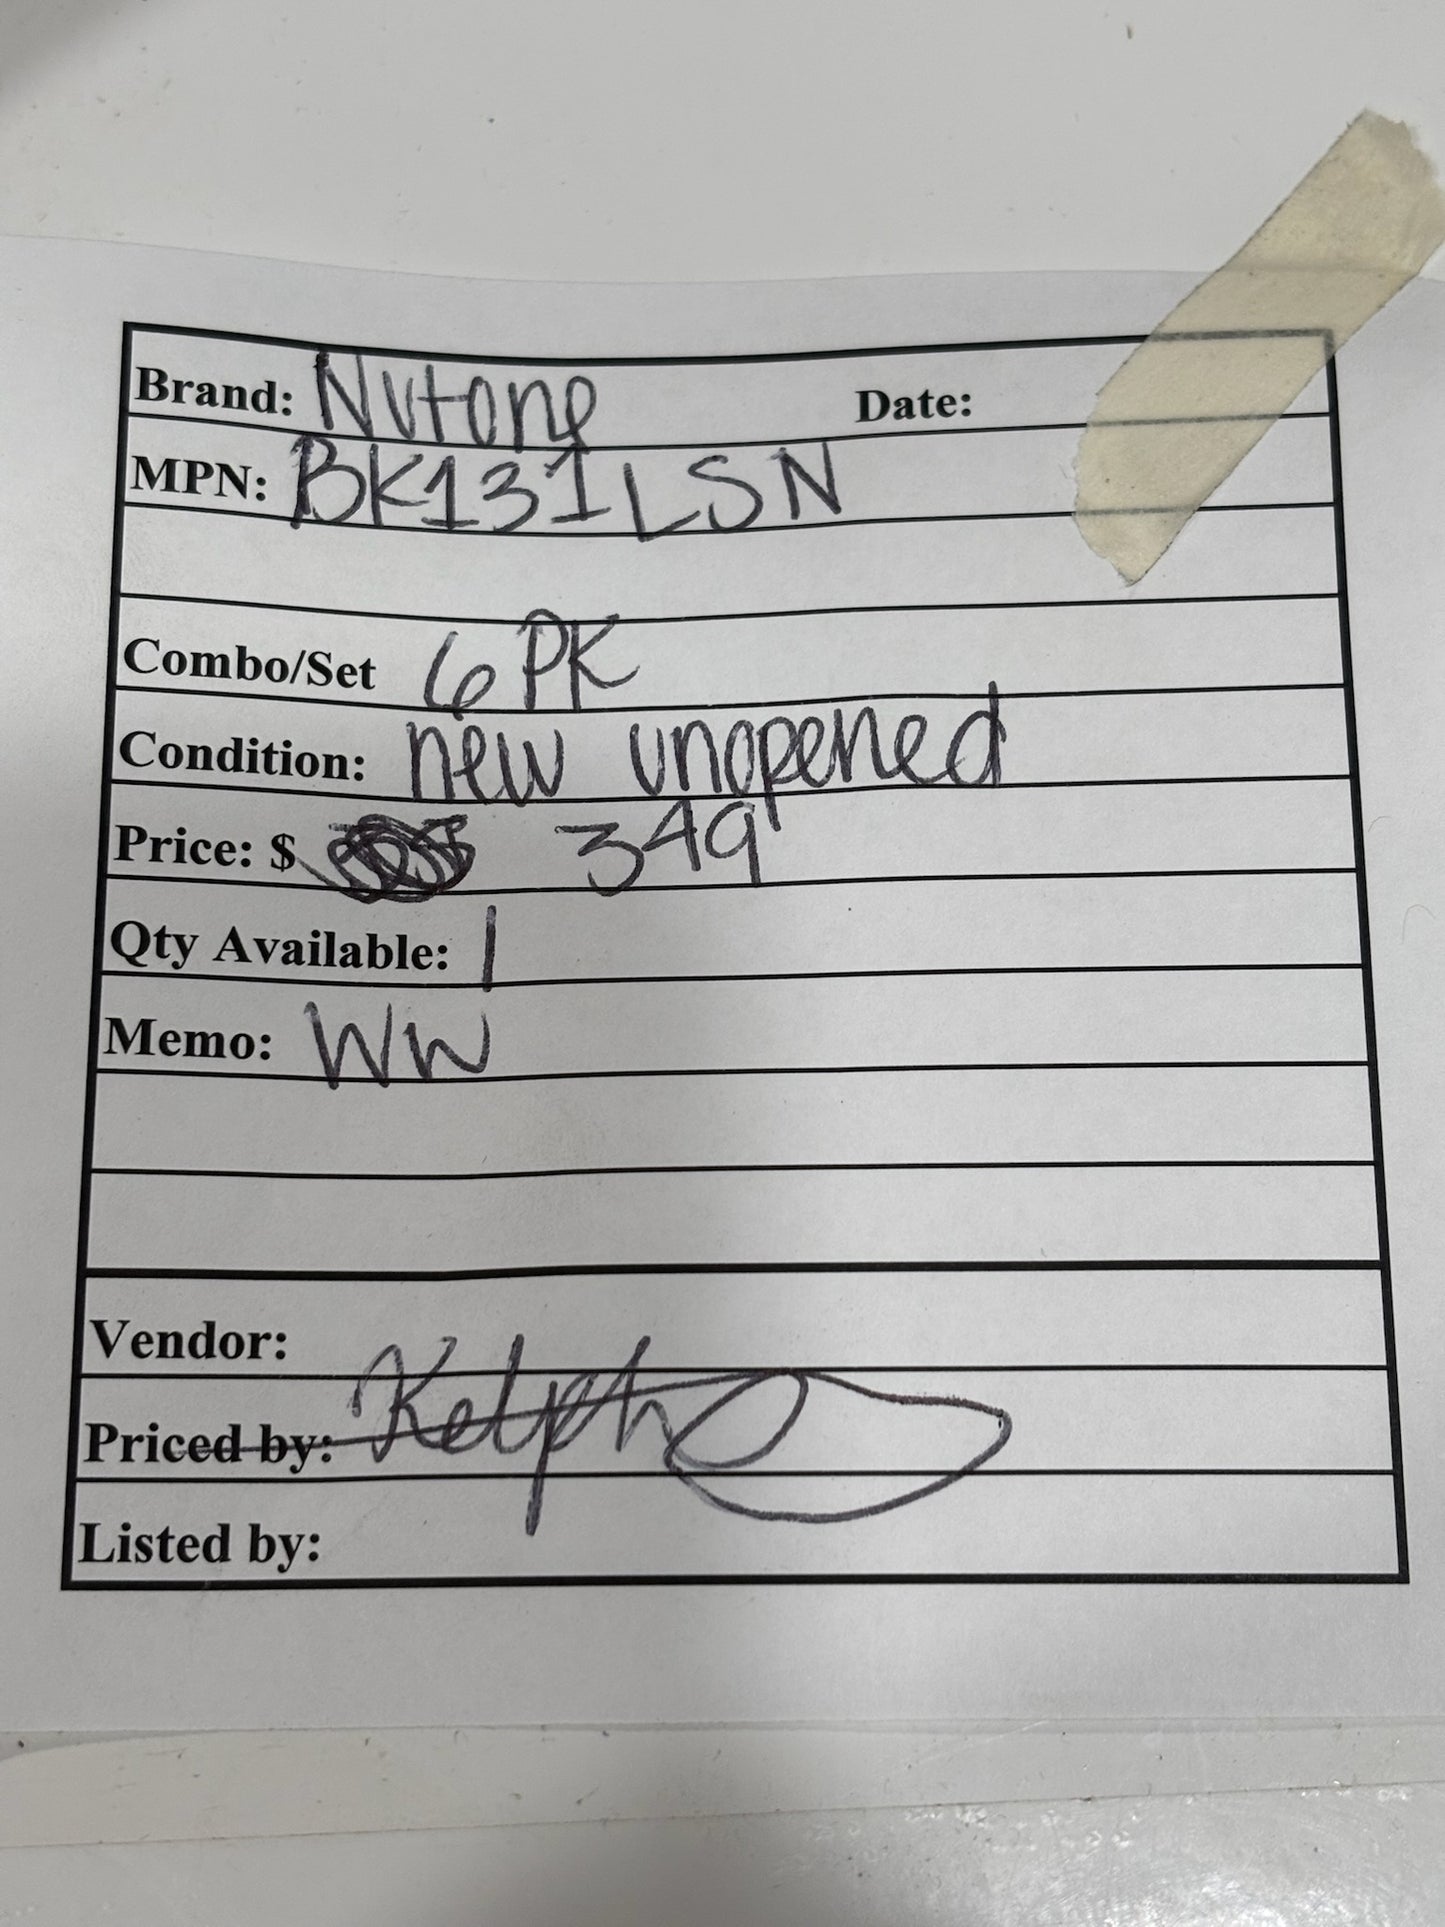 Brand: Nutone Date:
MPN: BK131LSN
Combo/Set 6PK
Condition: new unopened
Price: $ 349
Qty Available: 1
Memo: WW
Vendor:
Priced by:
Listed by: